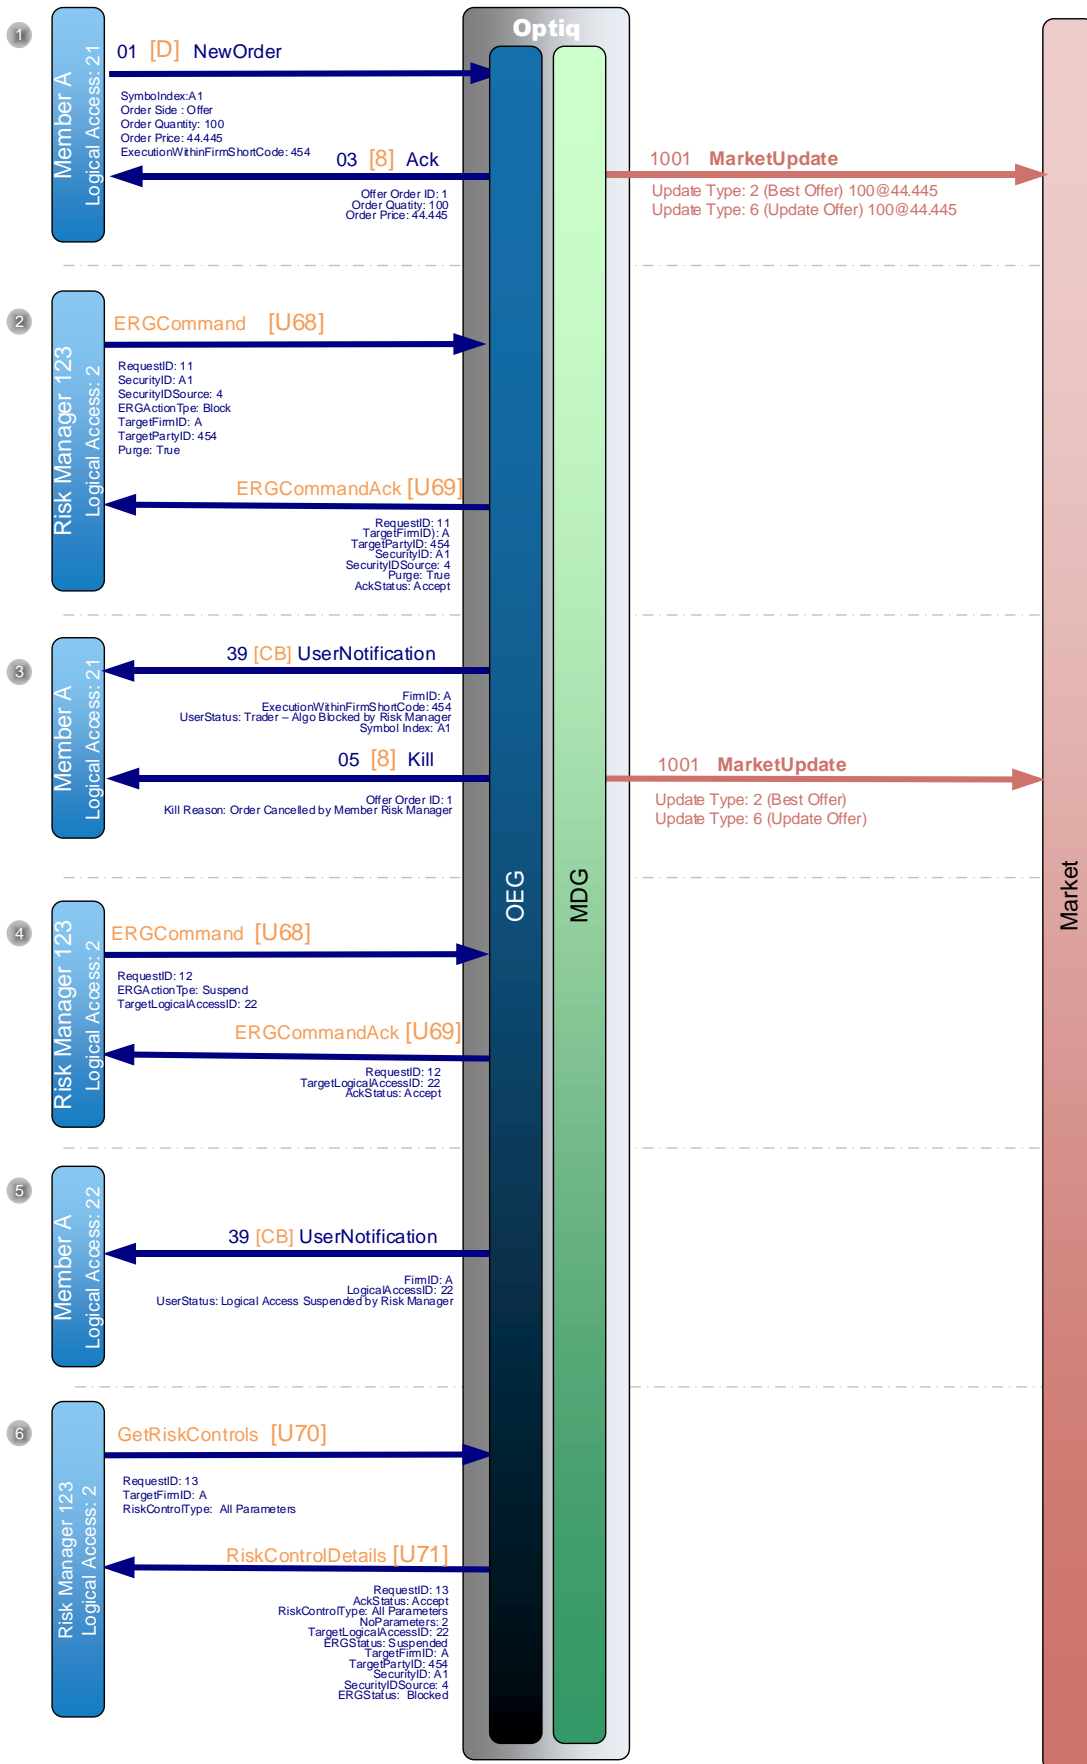 Optiq
1
Member A
Logical Access: 21
01 [D] NewOrder
SymboIndex:A1
Order Side : Offer
Order Quantity: 100
Order Price: 44.445
ExecutionWithinFirmShortCode: 454
03 [8] Ack
Offer Order ID: 1
Order Quatity: 100
Order Price: 44.445
1001 MarketUpdate
Update Type: 2 (Best Offer) 100@44.445
Update Type: 6 (Update Offer) 100@44.445
2
Risk Manager 123
Logical Access: 2
ERGCommand [U68]
RequestID: 11
SecurityID: A1
SecurityIDSource: 4
ERGActionTpe: Block
TargetFirmID: A
TargetPartyID: 454
Purge: True
ERGCommandAck [U69]
RequestID: 11
TargetFirmID): A
TargetPartyID: 454
SecurityID: A1
SecurityIDSource: 4
Purge: True
AckStatus: Accept
3
Member A
Logical Access: 21
39 [CB] UserNotification
FirmID: A
ExecutionWithinFirmShortCode: 454
UserStatus: Trader – Algo Blocked by Risk Manager
Symbol Index: A1
05 [8] Kill
Offer Order ID: 1
Kill Reason: Order Cancelled by Member Risk Manager
1001 MarketUpdate
Update Type: 2 (Best Offer)
Update Type: 6 (Update Offer)
OEG
MDG
Market
4
Risk Manager 123
Logical Access: 2
ERGCommand [U68]
RequestID: 12
ERGActionTpe: Suspend
TargetLogicalAccessID: 22
ERGCommandAck [U69]
RequestID: 12
TargetLogicalAccessID: 22
AckStatus: Accept
5
Member A
Logical Access: 22
39 [CB] UserNotification
FirmID: A
LogicalAccessID: 22
UserStatus: Logical Access Suspended by Risk Manager
6
Risk Manager 123
Logical Access: 2
GetRiskControls [U70]
RequestID: 13
TargetFirmID: A
RiskControlType: All Parameters
RiskControlDetails [U71]
RequestID: 13
AckStatus: Accept
RiskControlType: All Parameters
NoParameters: 2
TargetLogicalAccessID: 22
ERGStatus: Suspended
TargetFirmID: A
TargetPartyID: 454
SecurityID: A1
SecurityIDSource: 4
ERGStatus: Blocked